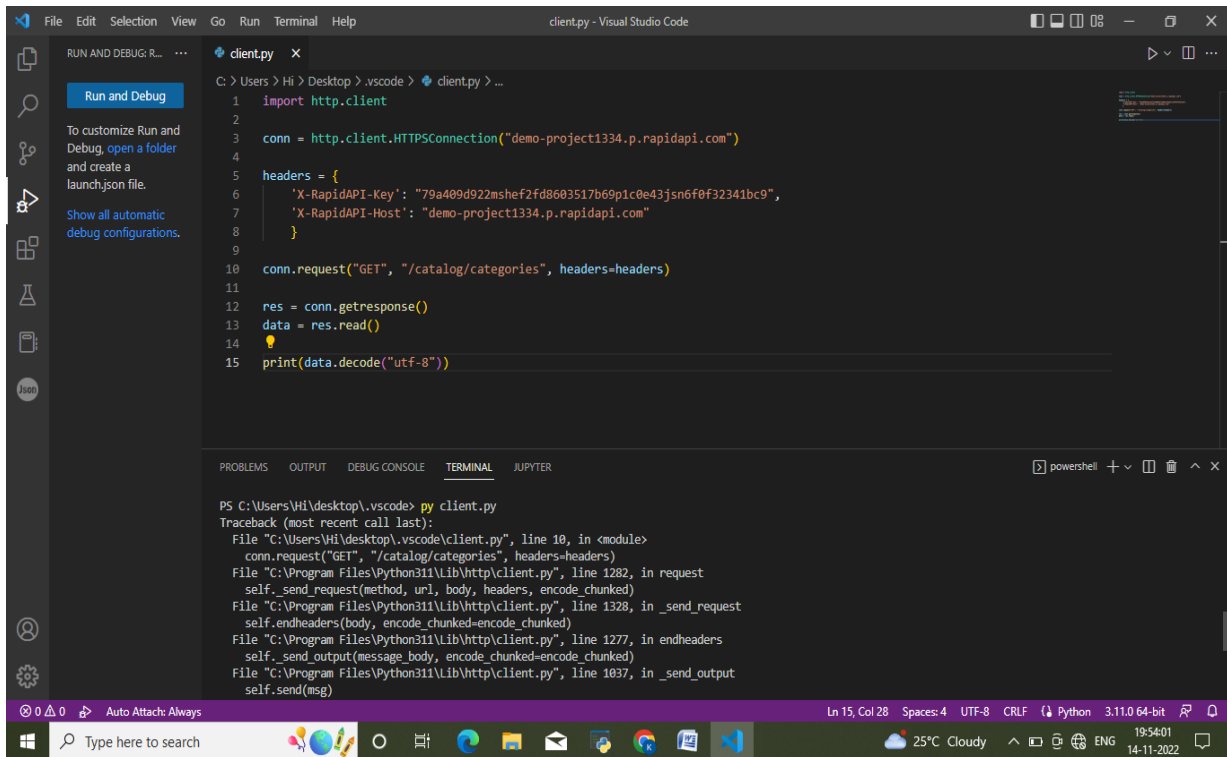 File Edit Selection View Go Run Terminal Help
client.py - Visual Studio Code
RUN AND DEBUG: R... ···
Run and Debug
To customize Run and
Debug, open a folder
and create a
launch.json file.
Show all automatic
debug configurations.
Json
client.py
C: > Users > Hi > Desktop > .vscode > client.py > ...
1 import http.client
2
3 conn = http.client.HTTPSConnection("demo-project1334.p.rapidapi.com")
4
5 headers = {
6 'X-RapidAPI-Key': "79a409d922mshef2fd8603517b69p1c0e43jsn6f0f32341bc9",
7 'X-RapidAPI-Host': "demo-project1334.p.rapidapi.com"
8 }
9
10 conn.request("GET", "/catalog/categories", headers=headers)
11
12 res = conn.getresponse()
13 data = res.read()
14
15 print(data.decode("utf-8"))
PROBLEMS OUTPUT DEBUG CONSOLE TERMINAL JUPYTER
powershell
PS C:\Users\Hi\desktop\.vscode> py client.py
Traceback (most recent call last):
File "C:\Users\Hi\desktop\.vscode\client.py", line 10, in <module>
conn.request("GET", "/catalog/categories", headers=headers)
File "C:\Program Files\Python311\Lib\http\client.py", line 1282, in request
self._send_request(method, url, body, headers, encode_chunked)
File "C:\Program Files\Python311\Lib\http\client.py", line 1328, in _send_request
self.endheaders(body, encode_chunked=encode_chunked)
File "C:\Program Files\Python311\Lib\http\client.py", line 1277, in endheaders
self._send_output(message_body, encode_chunked=encode_chunked)
File "C:\Program Files\Python311\Lib\http\client.py", line 1037, in _send_output
self.send(msg)
0 0 Auto Attach: Always
Ln 15, Col 28 Spaces: 4 UTF-8 CRLF Python 3.11.0 64-bit
Type here to search
25°C Cloudy
ENG
19:54:01
14-11-2022